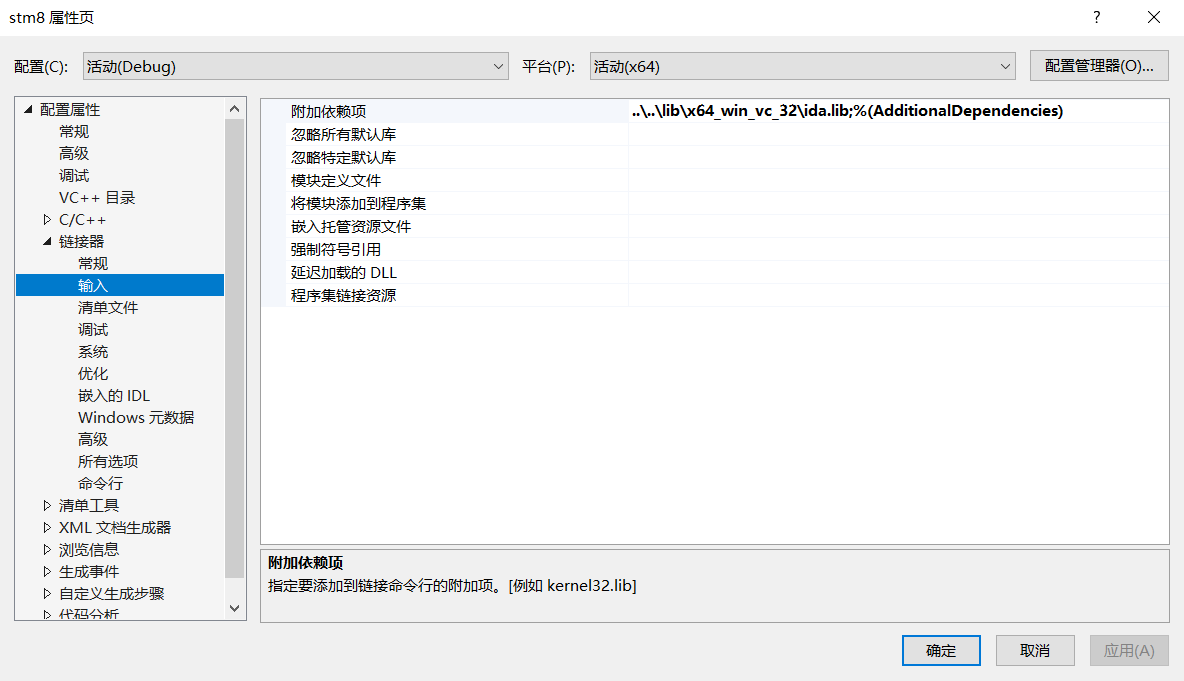 stm8 属性页
?
配置(C):
活动(Debug)
平台(P):
活动(x64)
配置管理器(O)...
配置属性
常规
高级
调试
VC++ 目录
C/C++
链接器
常规
输入
清单文件
调试
系统
优化
嵌入的 IDL
Windows 元数据
高级
所有选项
命令行
清单工具
XML 文档生成器
浏览信息
生成事件
自定义生成步骤
代码分析
附加依赖项 ..\..\lib\x64_win_vc_32\ida.lib;%(AdditionalDependencies)
忽略所有默认库
忽略特定默认库
模块定义文件
将模块添加到程序集
嵌入托管资源文件
强制符号引用
延迟加载的 DLL
程序集链接资源
附加依赖项
指定要添加到链接命令行的附加项。[例如 kernel32.lib]
确定
取消
应用(A)